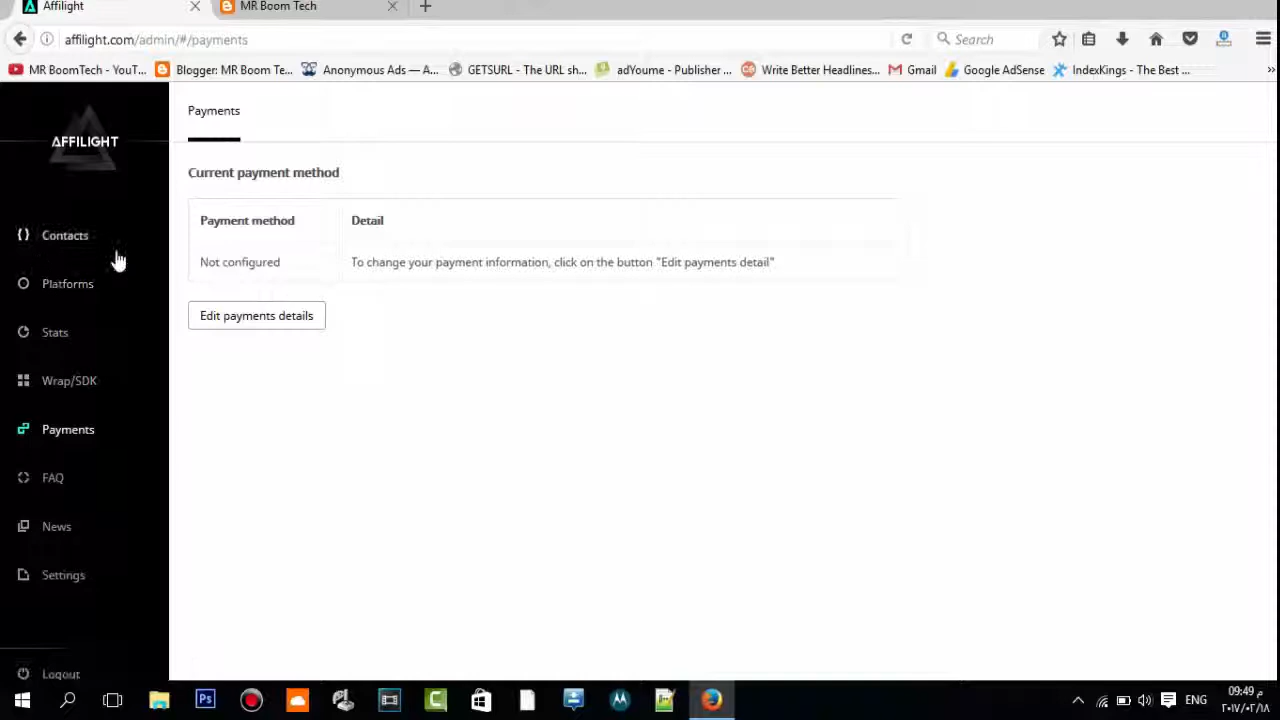 Affilight
MR Boom Tech
affilight.com/admin/#/payments
Search
MR BoomTech - YouT...
Blogger: MR Boom Te...
Anonymous Ads — A...
GETSURL - The URL sh...
adYoume - Publisher ...
Write Better Headlines...
Gmail
Google AdSense
IndexKings - The Best ...
AFFILIGHT
Contacts
Platforms
Stats
Wrap/SDK
Payments
FAQ
News
Settings
Logout
Payments
Current payment method
Payment method
Detail
Not configured
To change your payment information, click on the button "Edit payments detail"
Edit payments details
ENG
09:49 م
٢٠١٧/٠٢/١٨